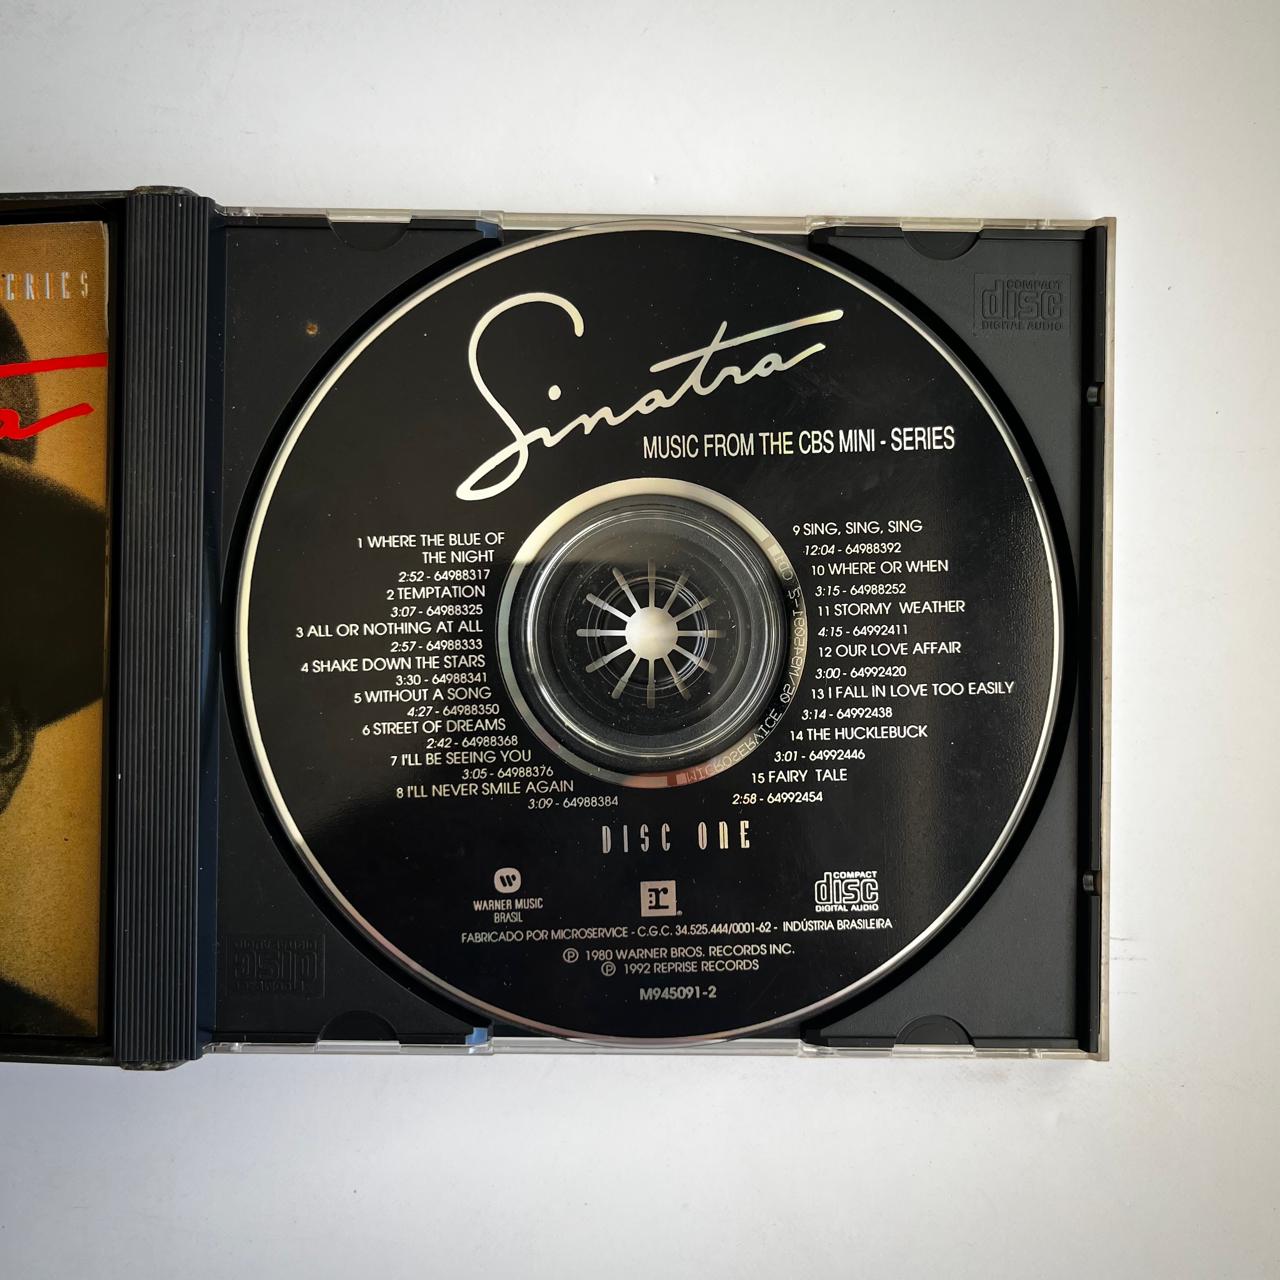 ERIES
COMPACT
disc
DIGITAL AUDIO
Sinatra
MUSIC FROM THE CBS MINI - SERIES
1 WHERE THE BLUE OF
THE NIGHT
2:52 - 64988317
2 TEMPTATION
3:07 - 64988325
3 ALL OR NOTHING AT ALL
2:57 - 64988333
4 SHAKE DOWN THE STARS
3:30 - 64988341
5 WITHOUT A SONG
4:27 - 64988350
6 STREET OF DREAMS
2:42 - 64988368
7 I'LL BE SEEING YOU
3:05 - 64988376
8 I'LL NEVER SMILE AGAIN
3:09 - 64988384
9 SING, SING, SING
12:04 - 64988392
10 WHERE OR WHEN
3:15 - 64988252
11 STORMY WEATHER
4:15 - 64992411
12 OUR LOVE AFFAIR
3:00 - 64992420
13 I FALL IN LOVE TOO EASILY
3:14 - 64992438
14 THE HUCKLEBUCK
3:01 - 64992446
15 FAIRY TALE
2:58 - 64992454
DISC ONE
WARNER MUSIC
BRASIL
r
COMPACT
disc
DIGITAL AUDIO
FABRICADO POR MICROSERVICE - C.G.C. 34.525.444/0001-62 - INDÚSTRIA BRASILEIRA
℗ 1980 WARNER BROS. RECORDS INC.
℗ 1992 REPRISE RECORDS
M945091-2
MICROSERVICE
COMPACT
disc
DIGITAL AUDIO